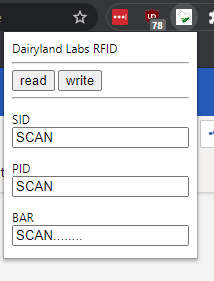 Dairyland Labs RFID
read write
SID
SCAN
PID
SCAN
BAR
SCAN........
78